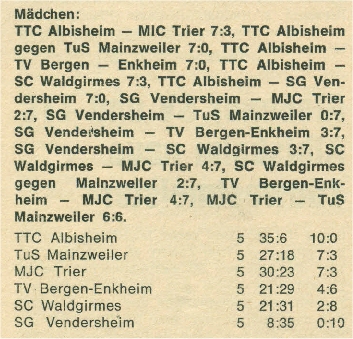 Mädchen:
TTC Albisheim — MIC Trier 7:3, TTC Albisheim
gegen TuS Mainzweiler 7:0, TTC Albisheim —
TV Bergen — Enkheim 7:0, TTC Albisheim —
SC Waldgirmes 7:3, TTC Albisheim — SG Ven-
dersheim 7:0, SG Vendersheim — MJC Trier
2:7, SG Vendersheim — TuS Mainzweiler 0:7,
SG Vendesheim — TV Bergen-Enkheim 3:7,
SG Vendersheim — SC Waldgirmes 3:7, SC
Waldgirmes — MJC Trier 4:7, SC Waldgirmes
gegen Mainzweiler 2:7, TV Bergen-Enk-
heim — MJC Trier 4:7, MJC Trier — TuS
Mainzweiler 6:6.
TTC Albisheim 5 35:6 10:0
TuS Mainzweiler 5 27:18 7:3
MJC Trier 5 30:23 7:3
TV Bergen-Enkheim 5 21:29 4:6
SC Waldgirmes 5 21:31 2:8
SG Vendersheim 5 8:35 0:10